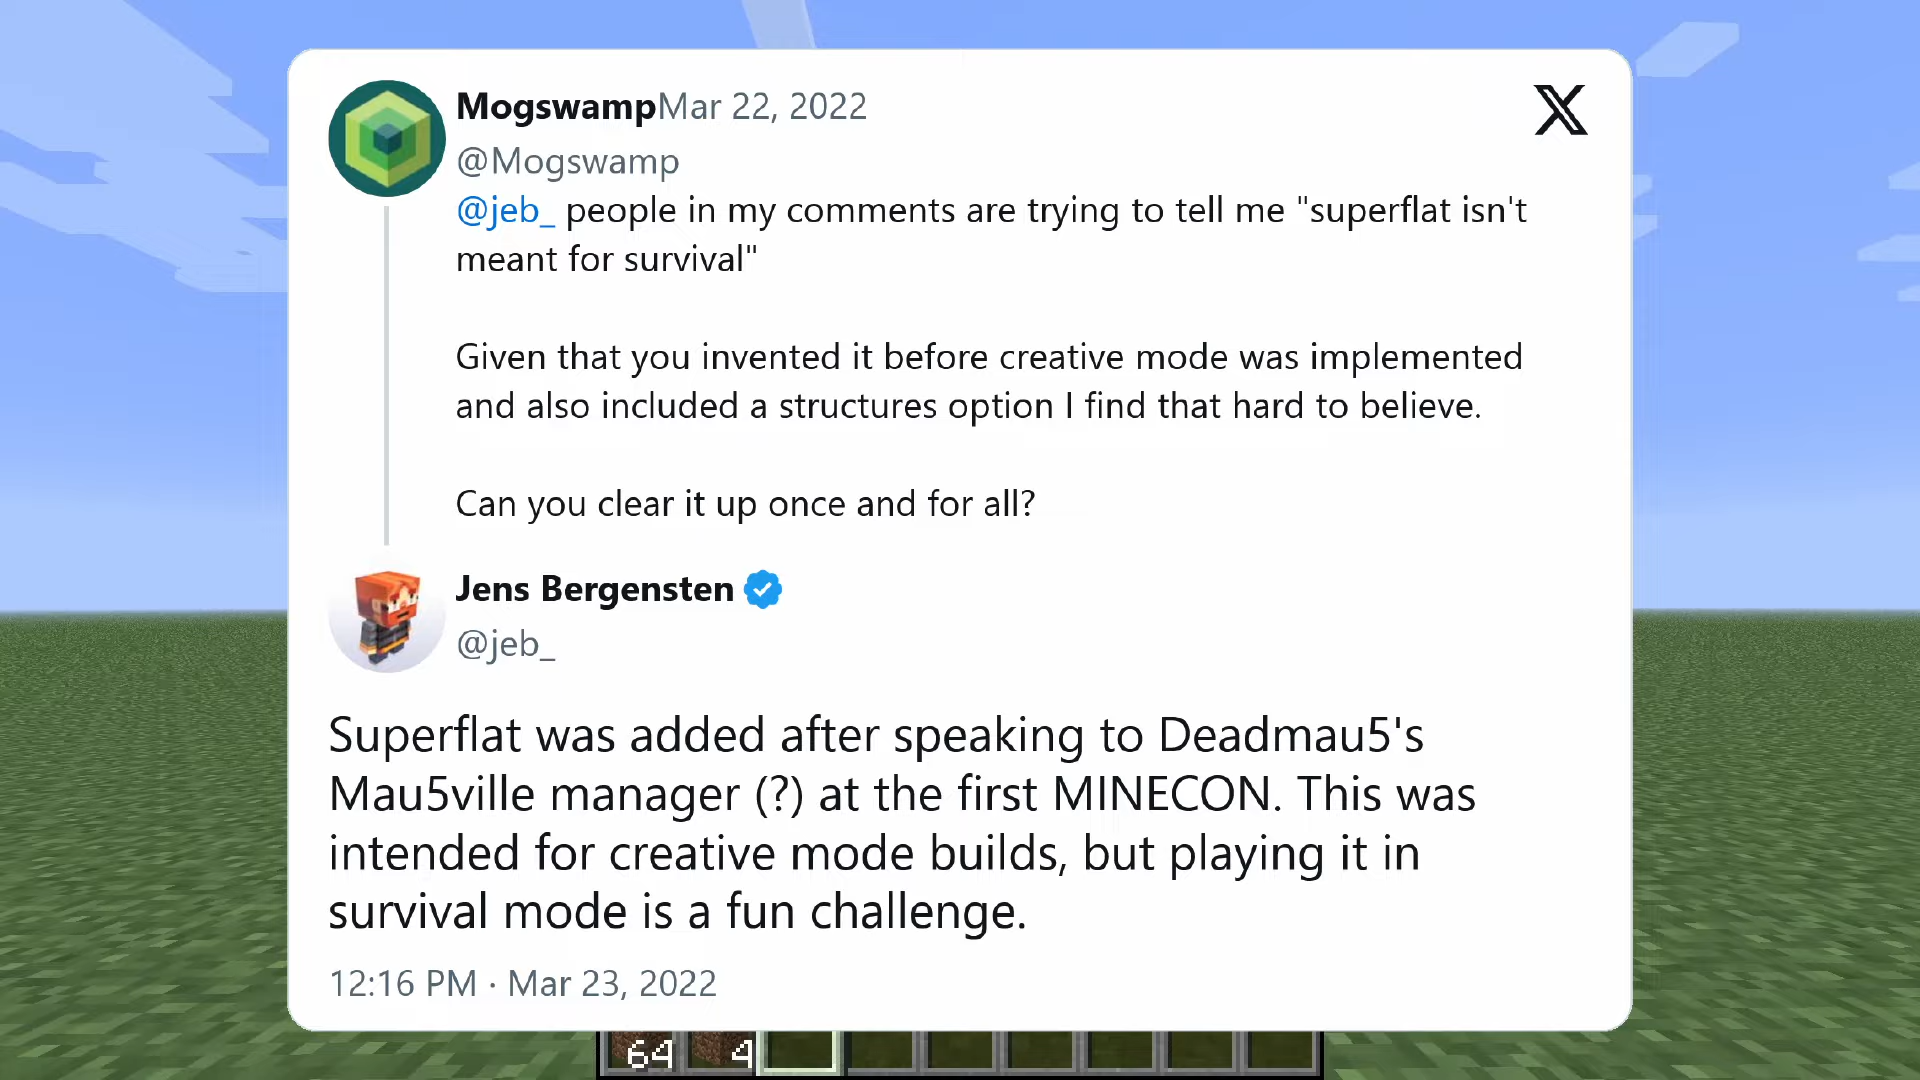 Mogswamp Mar 22, 2022
@Mogswamp
@jeb_ people in my comments are trying to tell me "superflat isn't
meant for survival"
Given that you invented it before creative mode was implemented
and also included a structures option I find that hard to believe.
Can you clear it up once and for all?
Jens Bergensten
@jeb_
Superflat was added after speaking to Deadmau5's
Mau5ville manager (?) at the first MINECON. This was
intended for creative mode builds, but playing it in
survival mode is a fun challenge.
12:16 PM · Mar 23, 2022
64 4